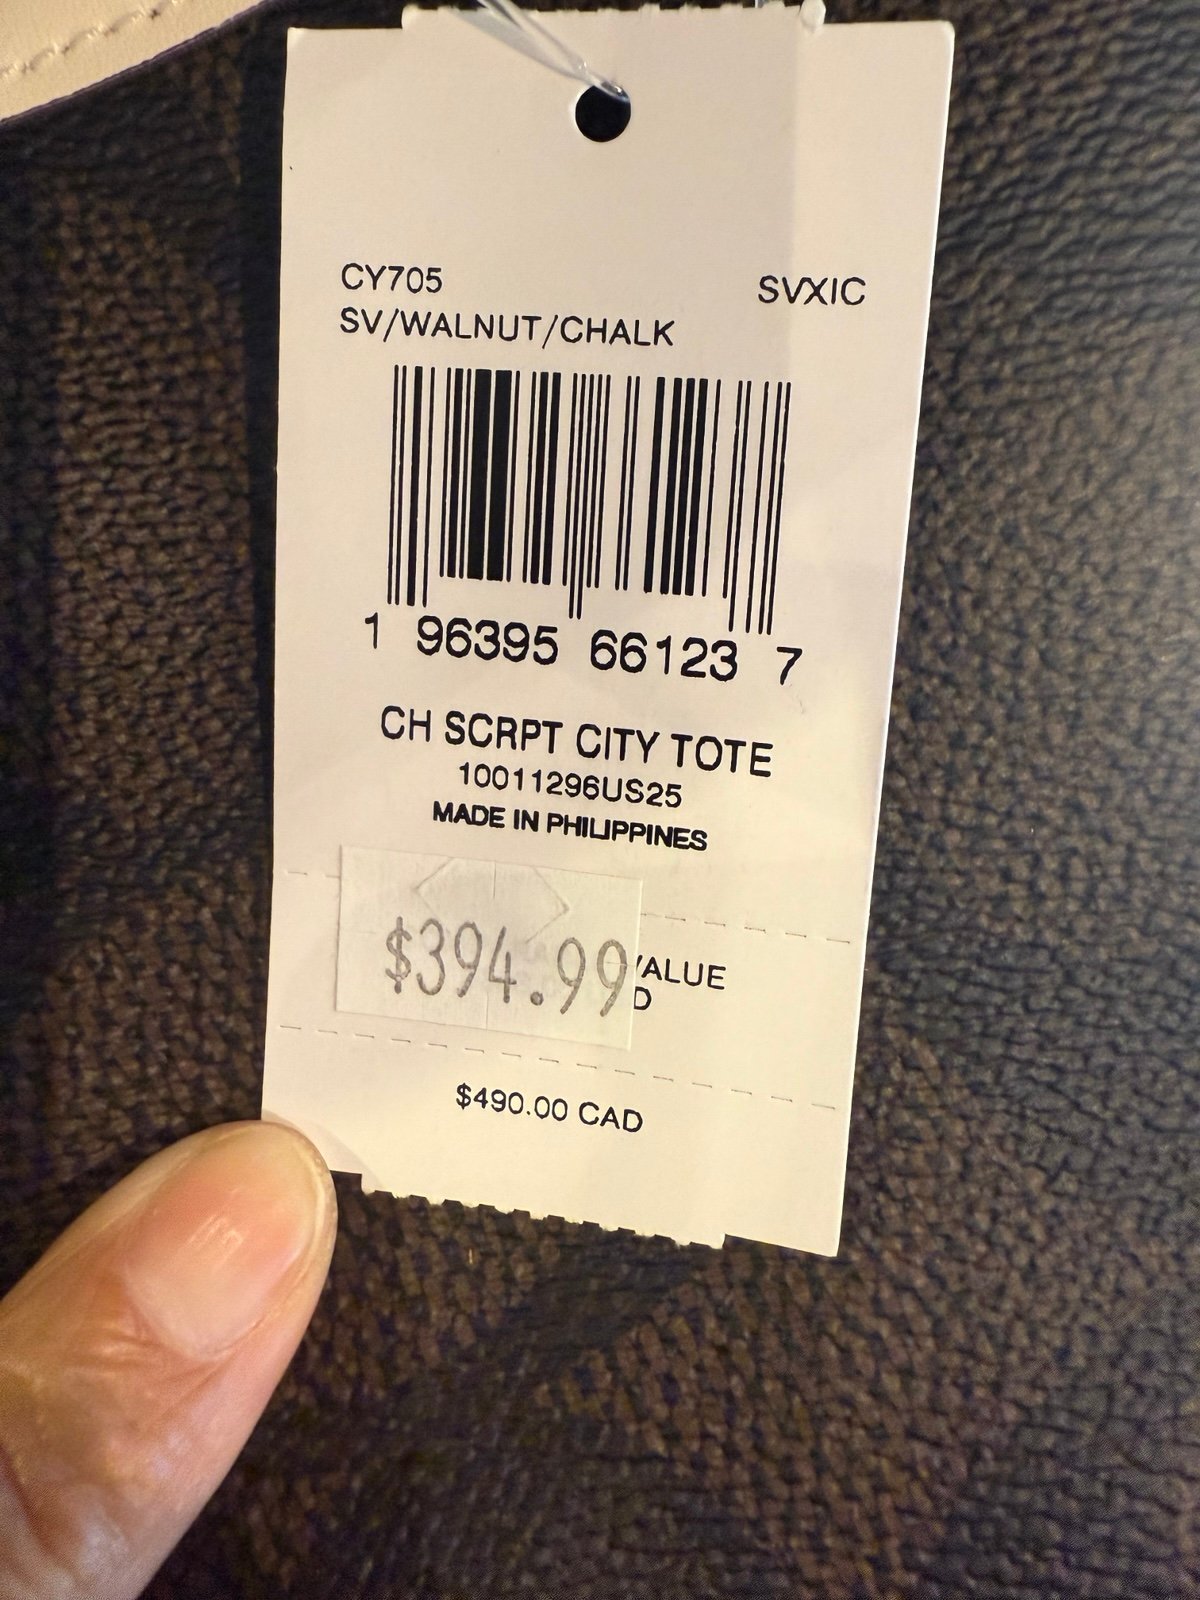 CY705 SVXIC
SV/WALNUT/CHALK
1 96395 66123 7
CH SCRPT CITY TOTE
10011296US25
MADE IN PHILIPPINES
$394.99
$490.00 CAD